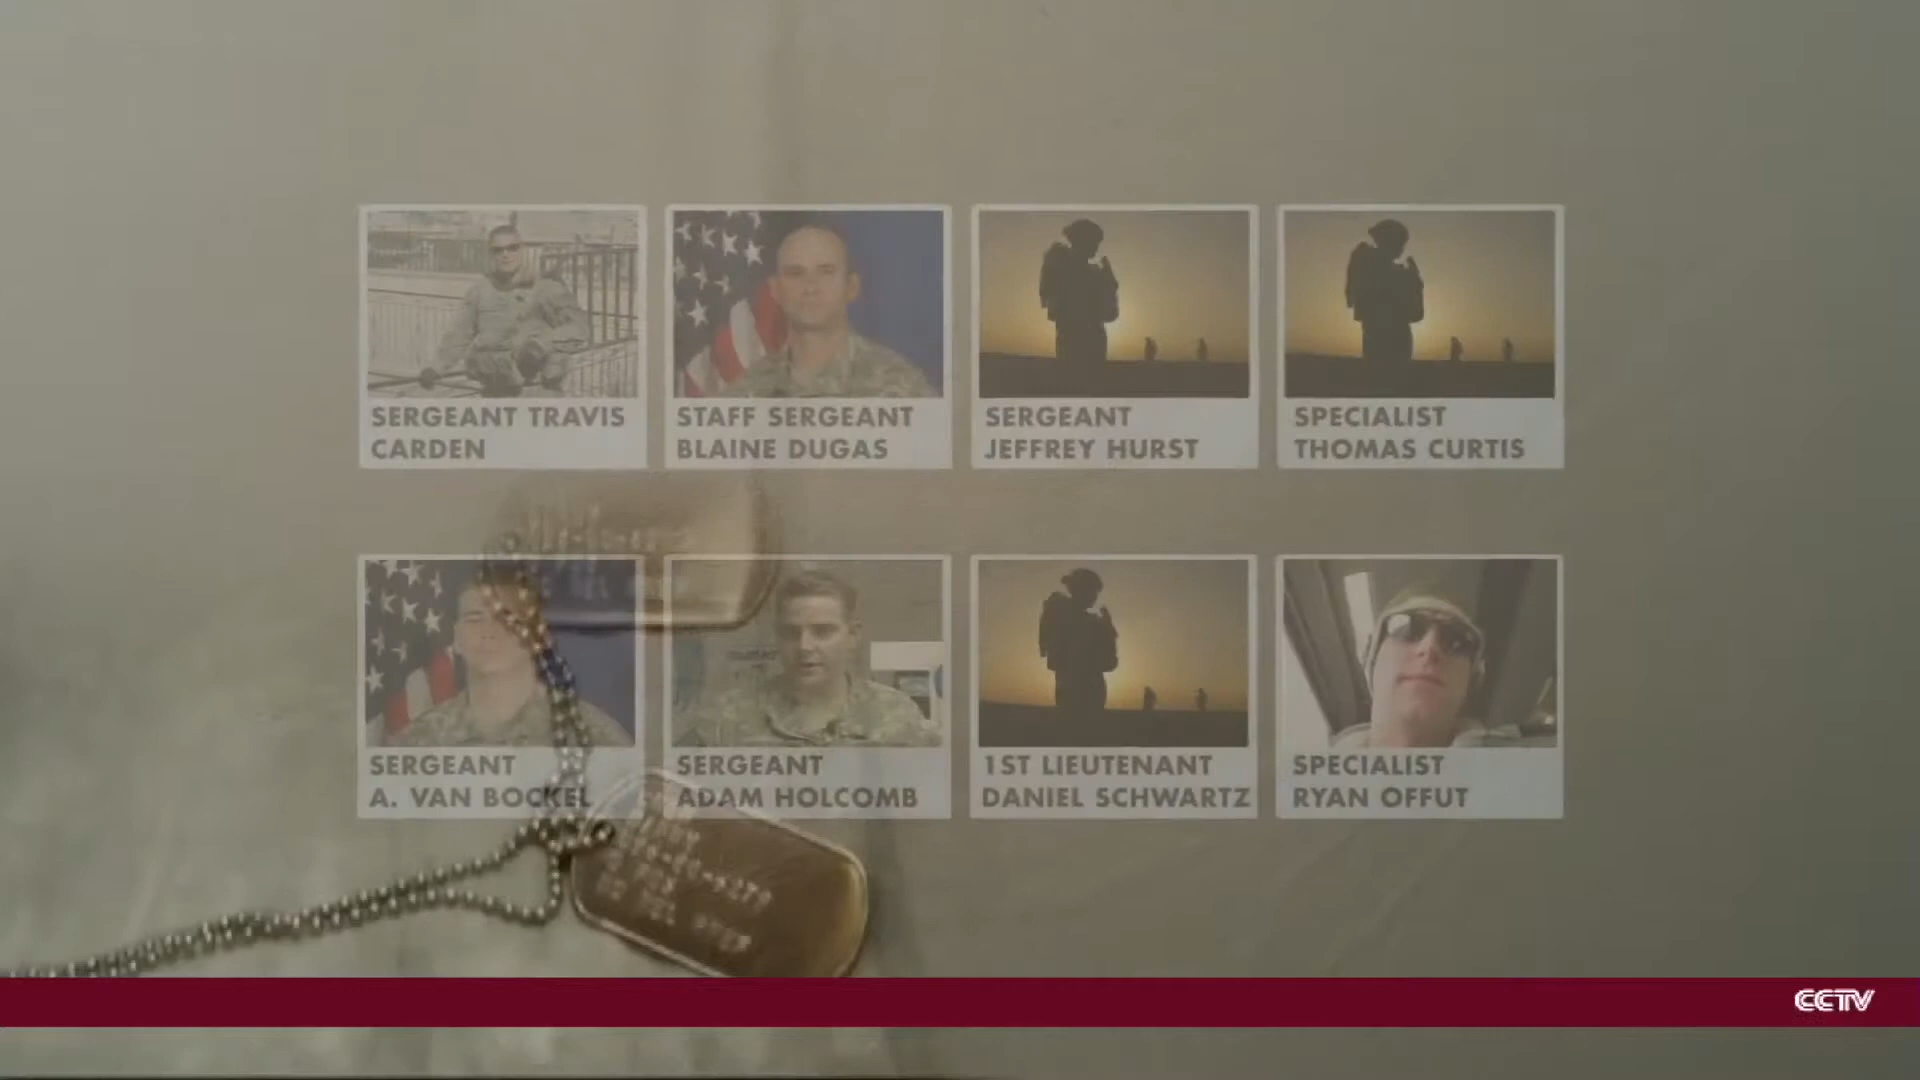 SERGEANT TRAVIS
CARDEN
STAFF SERGEANT
BLAINE DUGAS
SERGEANT
JEFFREY HURST
SPECIALIST
THOMAS CURTIS
SERGEANT
A. VAN BOCKEL
SERGEANT
ADAM HOLCOMB
1ST LIEUTENANT
DANIEL SCHWARTZ
SPECIALIST
RYAN OFFUT
CCTV